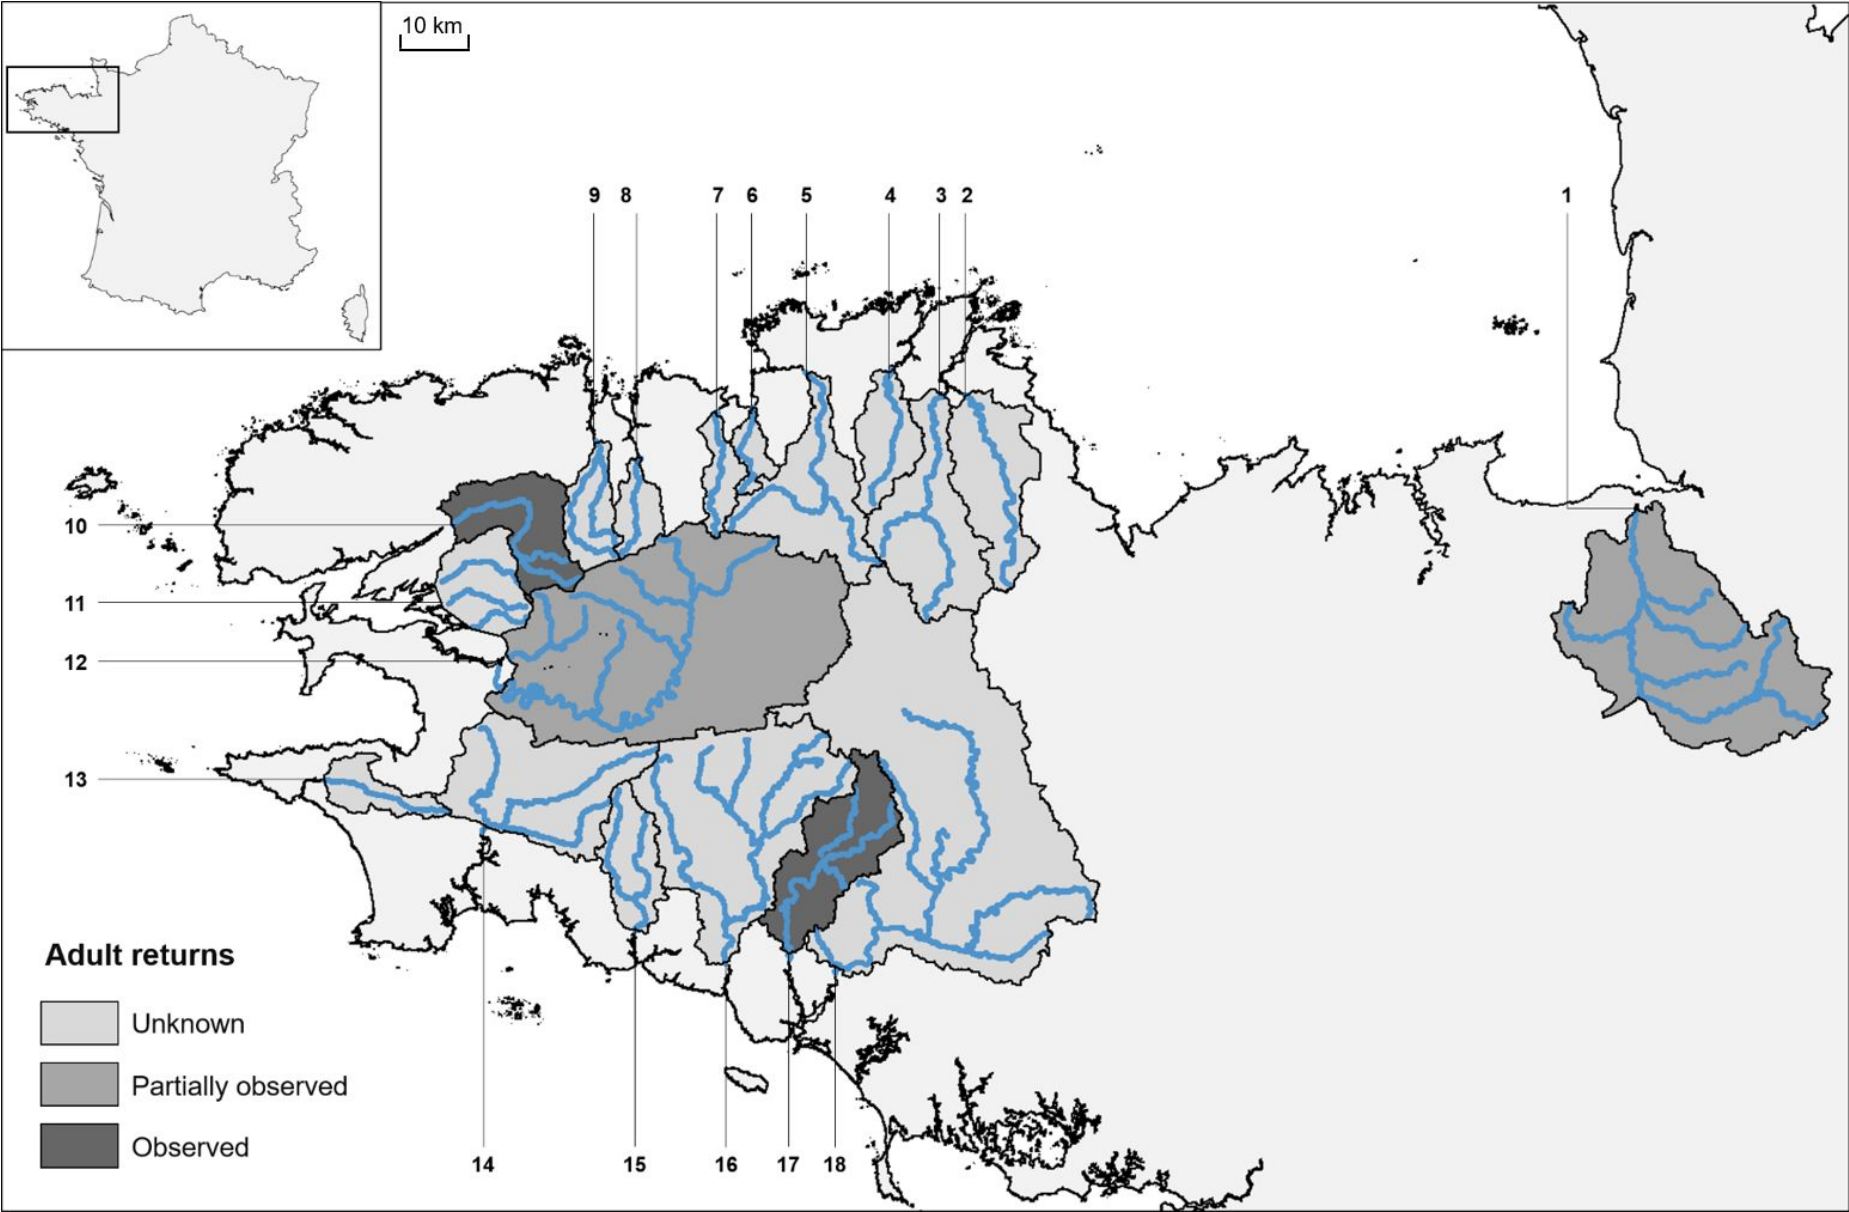 10 km
9 8 7 6 5 4 3 2 1
10
11
12
13
Adult returns
Unknown
Partially observed
Observed
14 15 16 17 18